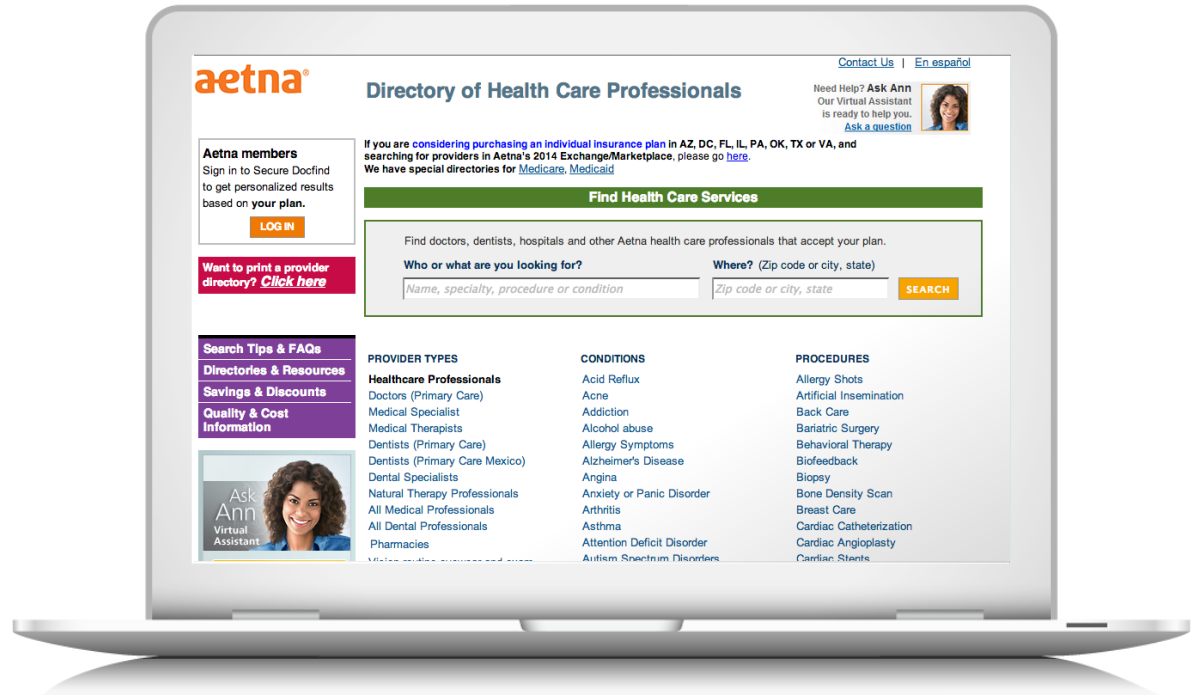 Contact Us | En español
aetna®
Directory of Health Care Professionals
Need Help? Ask Ann
Our Virtual Assistant
is ready to help you.
Ask a question
Aetna members
Sign in to Secure Docfind
to get personalized results
based on your plan.
LOG IN
Want to print a provider
directory? Click here
Search Tips & FAQs
Directories & Resources
Savings & Discounts
Quality & Cost
Information
Ask
Ann
Virtual
Assistant
If you are considering purchasing an individual insurance plan in AZ, DC, FL, IL, PA, OK, TX or VA, and
searching for providers in Aetna's 2014 Exchange/Marketplace, please go here.
We have special directories for Medicare, Medicaid
Find Health Care Services
Find doctors, dentists, hospitals and other Aetna health care professionals that accept your plan.
Who or what are you looking for?
Name, specialty, procedure or condition
Where? (Zip code or city, state)
Zip code or city, state
SEARCH
PROVIDER TYPES
Healthcare Professionals
Doctors (Primary Care)
Medical Specialist
Medical Therapists
Dentists (Primary Care)
Dentists (Primary Care Mexico)
Dental Specialists
Natural Therapy Professionals
All Medical Professionals
All Dental Professionals
Pharmacies
Vision routine eyewear and exam
CONDITIONS
Acid Reflux
Acne
Addiction
Alcohol abuse
Allergy Symptoms
Alzheimer's Disease
Angina
Anxiety or Panic Disorder
Arthritis
Asthma
Attention Deficit Disorder
Autism Spectrum Disorders
PROCEDURES
Allergy Shots
Artificial Insemination
Back Care
Bariatric Surgery
Behavioral Therapy
Biofeedback
Biopsy
Bone Density Scan
Breast Care
Cardiac Catheterization
Cardiac Angioplasty
Cardiac Stents